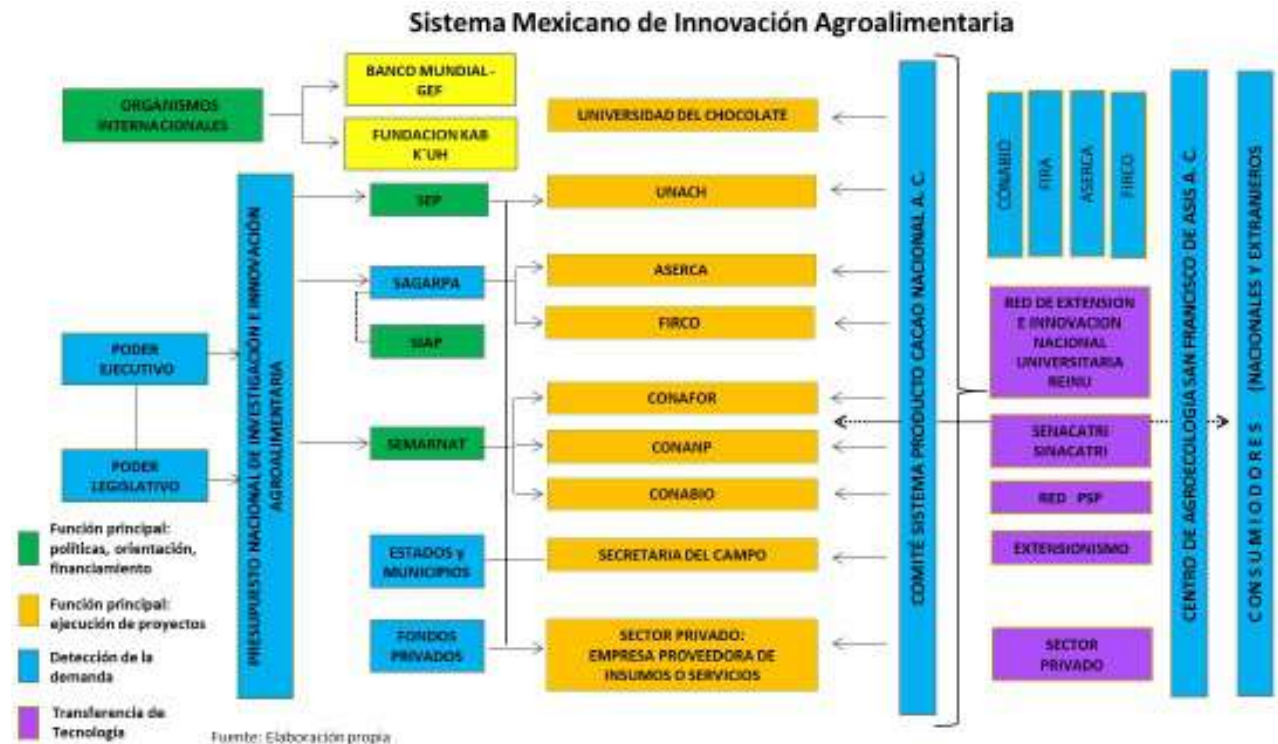 Sistema Mexicano de Innovación Agroalimentaria
ORGANISMOS
INTERNACIONALES
BANCO MUNDIAL-
GEF
FUNDACION KAB
K´UH
PODER
EJECUTIVO
PODER
LEGISLATIVO
PRESUPUESTO NACIONAL DE INVESTIGACIÓN E INNOVACIÓN
AGROALIMENTARIA
SEP
SAGARPA
SIAP
SEMARNAT
ESTADOS y
MUNICIPIOS
FONDOS
PRIVADOS
UNIVERSIDAD DEL CHOCOLATE
UNACH
ASERCA
FIRCO
CONAFOR
CONANP
CONABIO
SECRETARIA DEL CAMPO
SECTOR PRIVADO:
EMPRESA PROVEEDORA DE
INSUMOS O SERVICIOS
COMITÉ SISTEMA PRODUCTO CACAO NACIONAL A. C.
CONABIO
FIRA
ASERCA
FIRCO
RED DE EXTENSION
E INNOVACION
NACIONAL
UNIVERSITARIA
REINU
SENACATRI
SINACATRI
RED PSP
EXTENSIONISMO
SECTOR
PRIVADO
CENTRO DE AGROECOLOGÍA SAN FRANCISCO DE ASIS A. C.
C O N S U M I O D O R E S (NACIONALES Y EXTRANEROS
Función principal:
políticas, orientación,
financiamiento
Función principal:
ejecución de proyectos
Detección de la
demanda
Transferencia de
Tecnología
Fuente: Elaboración propia